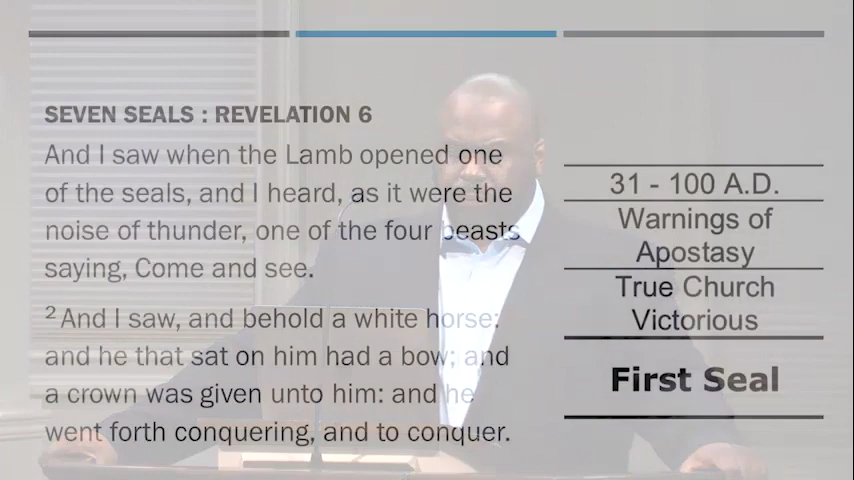 SEVEN SEALS : REVELATION 6
And I saw when the Lamb opened one
of the seals, and I heard, as it were the
noise of thunder, one of the four beasts
saying, Come and see.
2 And I saw, and behold a white horse:
and he that sat on him had a bow; and
a crown was given unto him: and he
went forth conquering, and to conquer.
31 - 100 A.D.
Warnings of
Apostasy
True Church
Victorious
First Seal